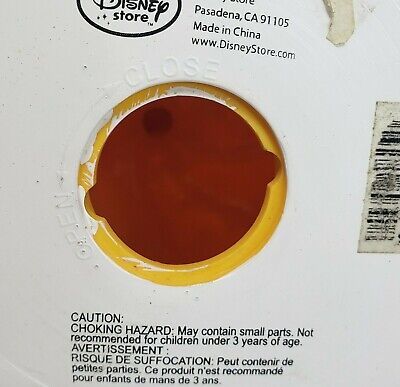 Disney
store
Store
Pasadena, CA 91105
Made in China
www.DisneyStore.com
CLOSE
OPEN
CAUTION:
CHOKING HAZARD: May contain small parts. Not
recommended for children under 3 years of age.
AVERTISSEMENT :
RISQUE DE SUFFOCATION: Peut contenir de
petites parties. Ce produit n'est recommandé
pour enfants de mans de 3 ans.